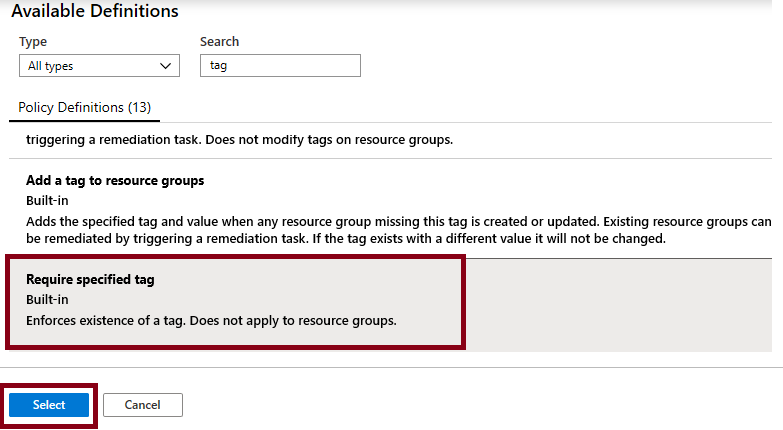 Available Definitions
Type
Search
All types
tag
Policy Definitions (13)
triggering a remediation task. Does not modify tags on resource groups.
Add a tag to resource groups
Built-in
Adds the specified tag and value when any resource group missing this tag is created or updated. Existing resource groups can
be remediated by triggering a remediation task. If the tag exists with a different value it will not be changed.
Require specified tag
Built-in
Enforces existence of a tag. Does not apply to resource groups.
Select
Cancel